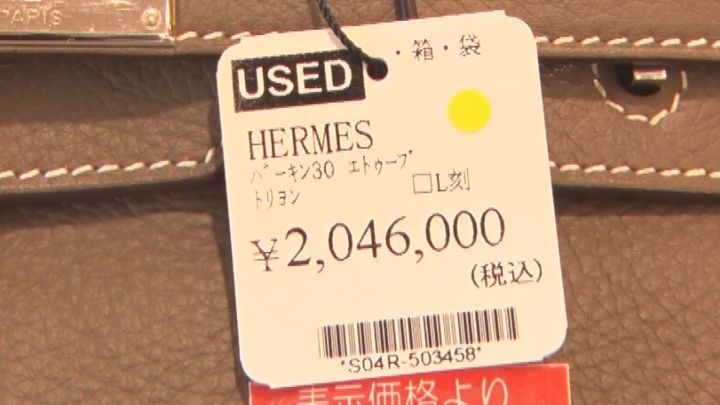 PARIS
・箱・袋
USED
HERMES
バーキン30 エトゥープ
トリヨン □L刻
¥2,046,000
(税込)
*S04R-503458*
表示価格より